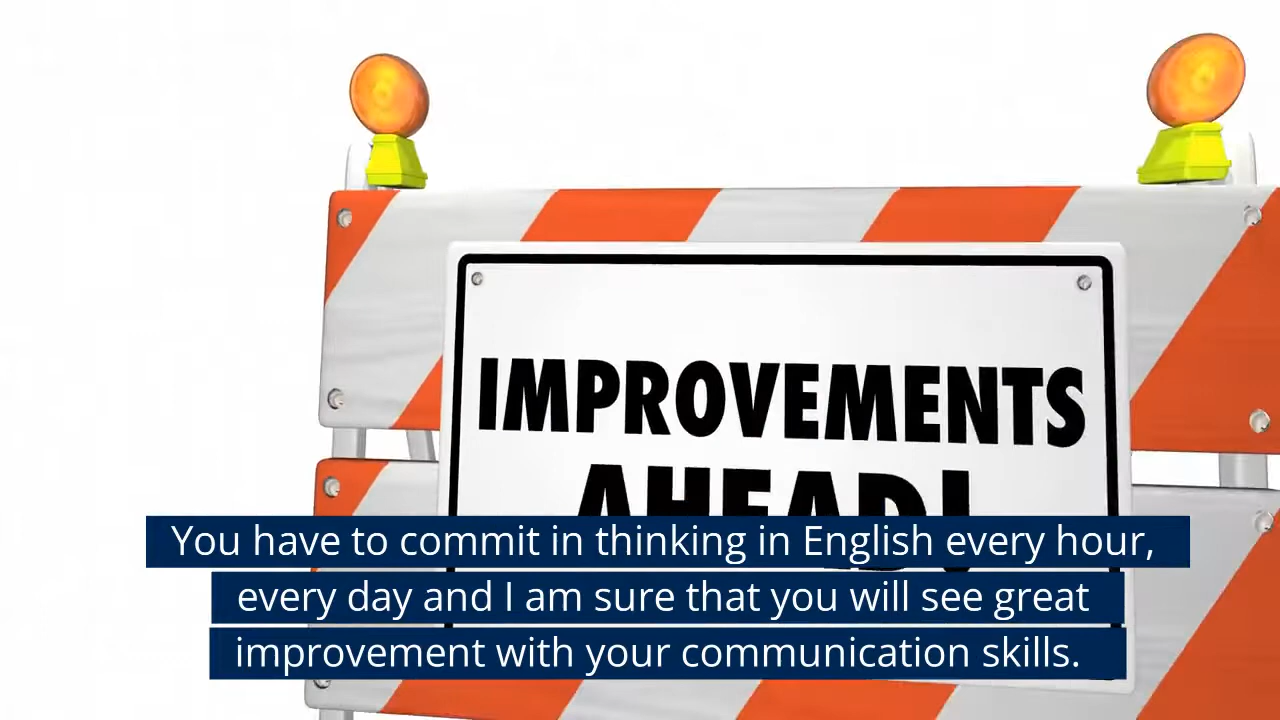 IMPROVEMENTS
AHEAD!
You have to commit in thinking in English every hour,
every day and I am sure that you will see great
improvement with your communication skills.